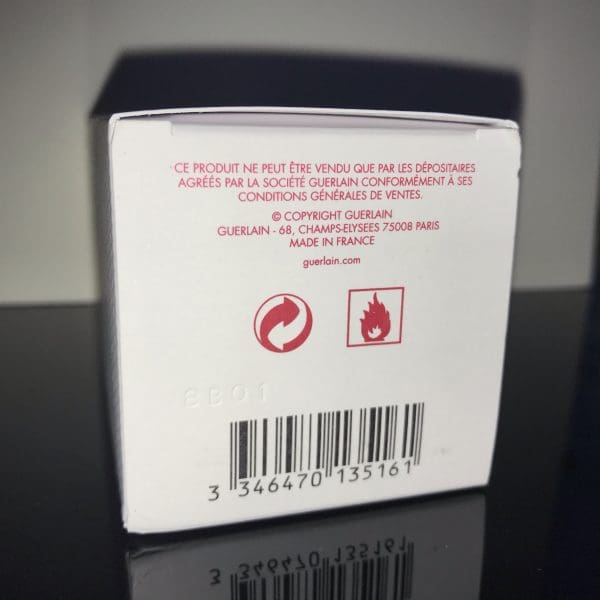 CE PRODUIT NE PEUT ÊTRE VENDU QUE PAR LES DÉPOSITAIRES
AGRÉÉS PAR LA SOCIÉTÉ GUERLAIN CONFORMÉMENT À SES
CONDITIONS GÉNÉRALES DE VENTES.
© COPYRIGHT GUERLAIN
GUERLAIN - 68, CHAMPS-ELYSEES 75008 PARIS
MADE IN FRANCE
guerlain.com
8B01
3 346470 135161